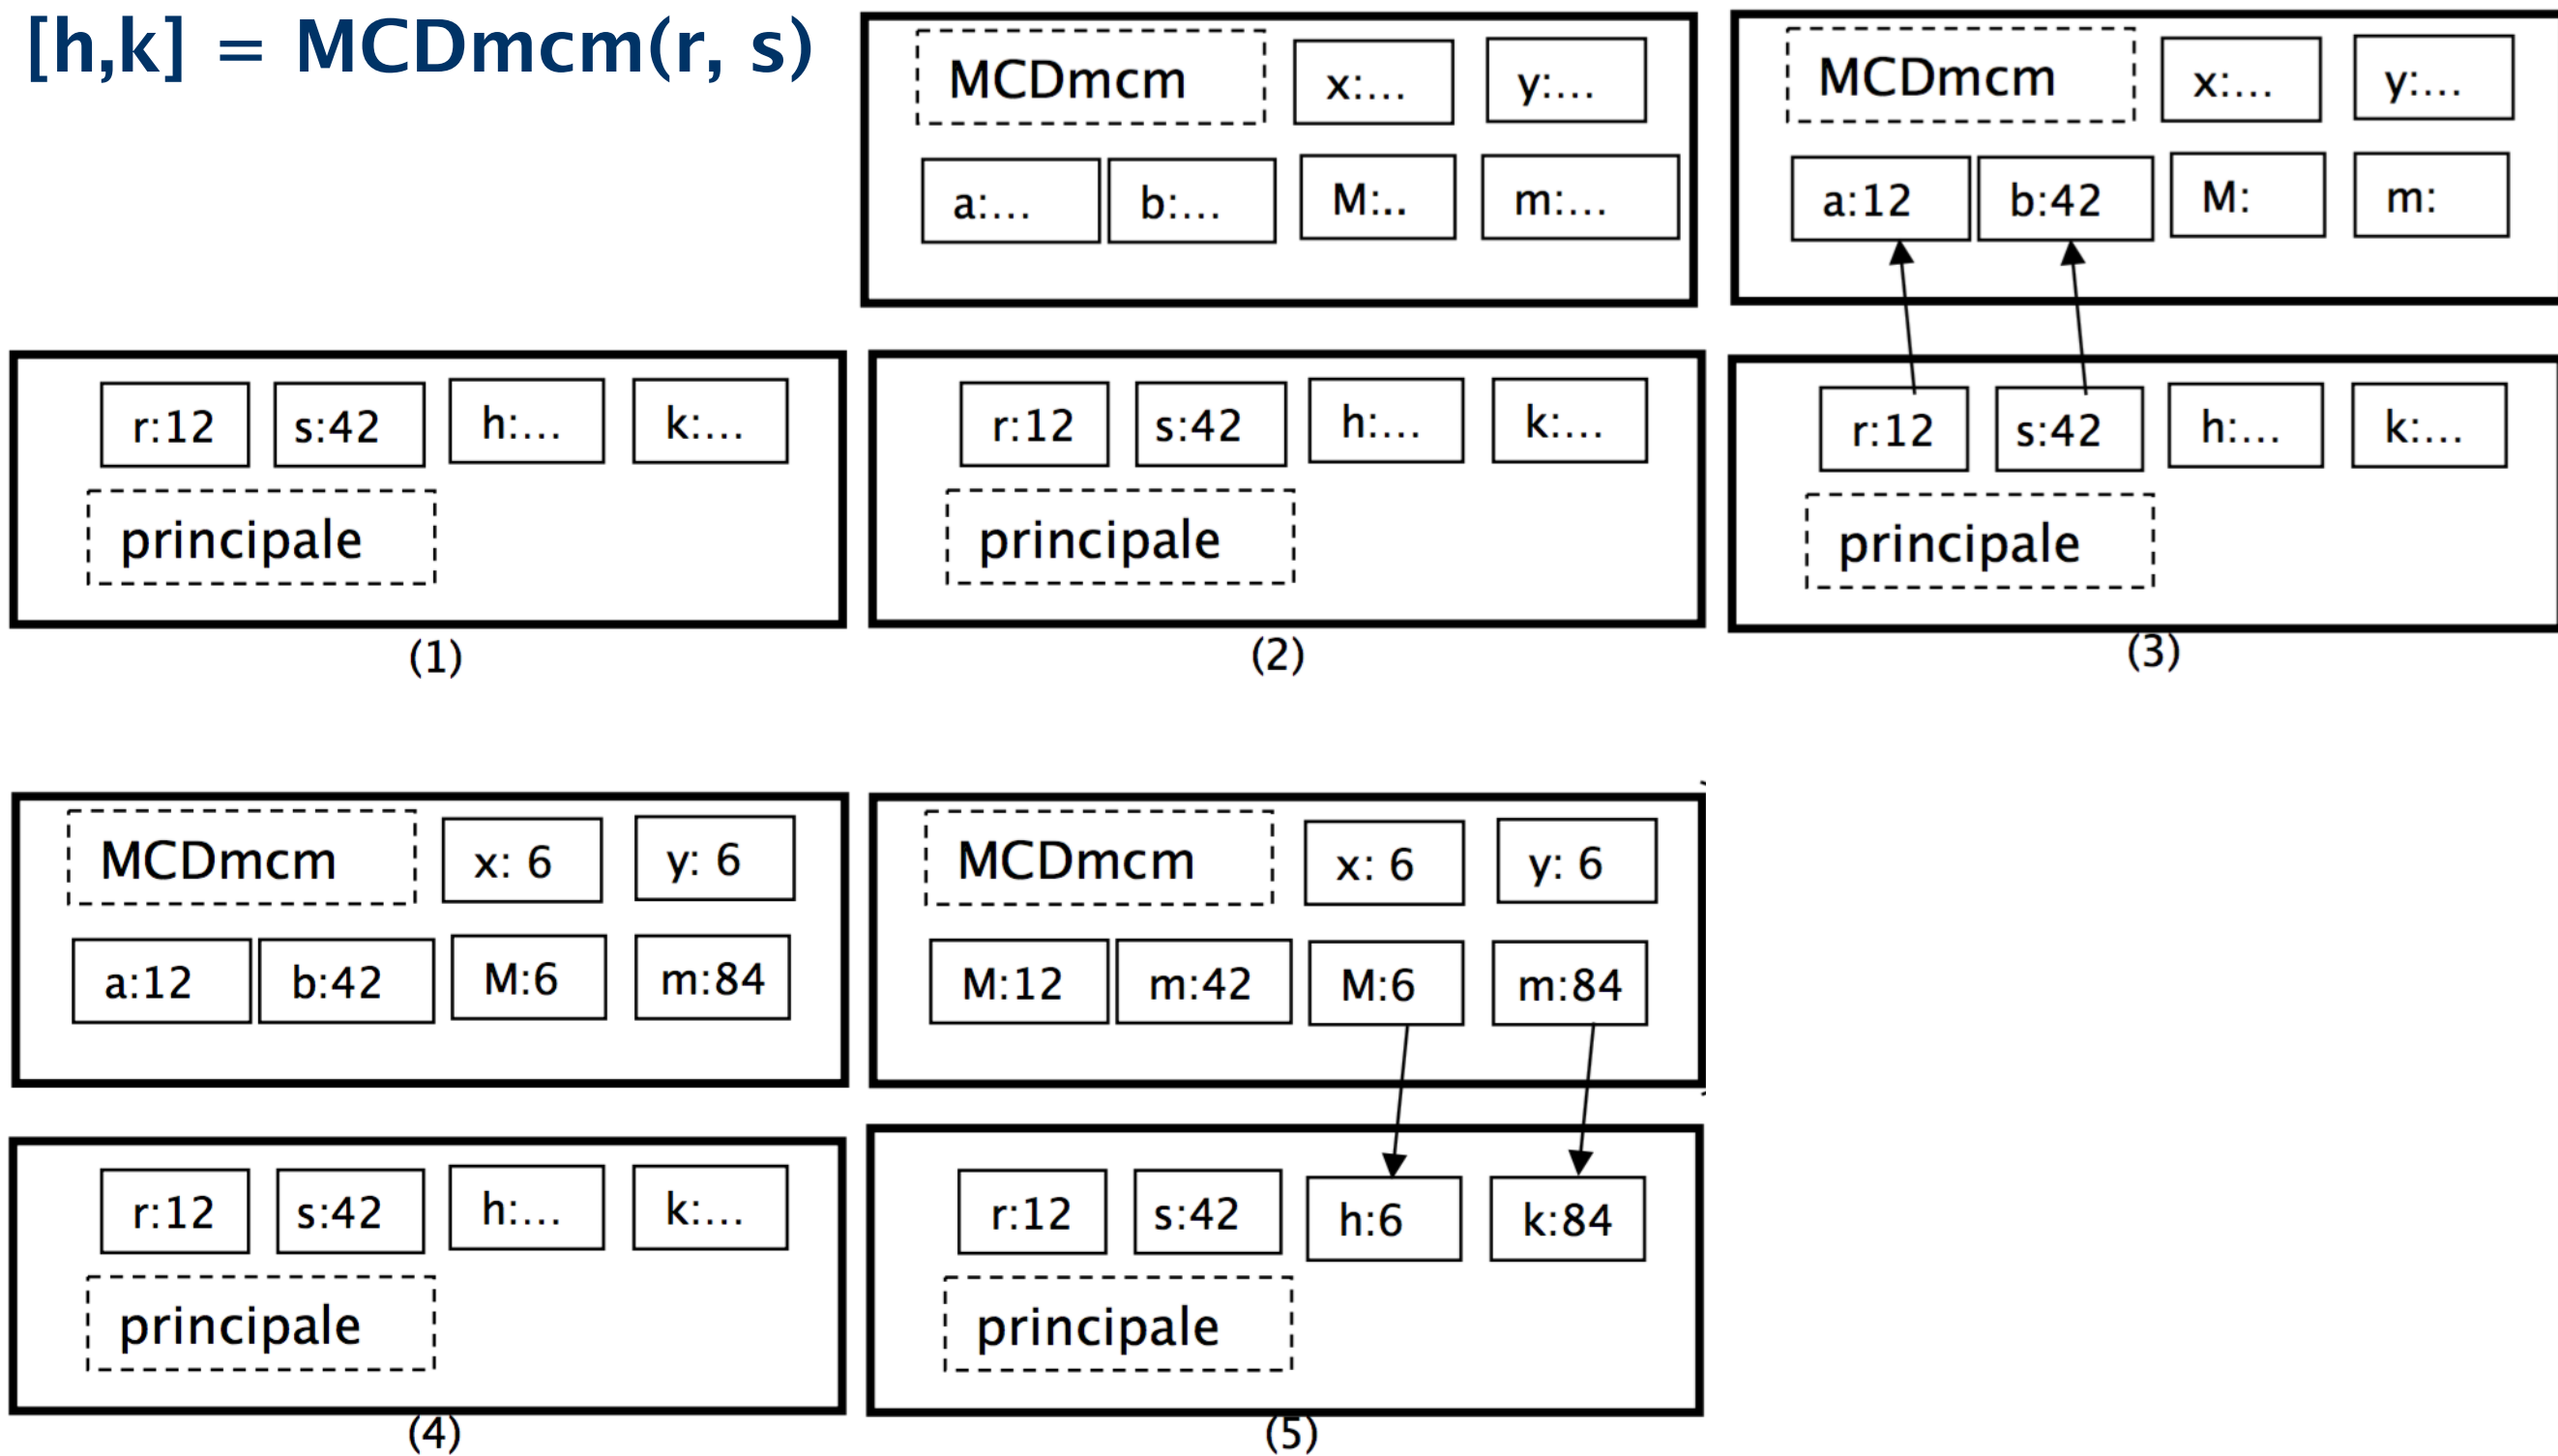 [h,k] = MCDmcm(r, s)
r:12 s:42 h:... k:...
principale
(1)
MCDmcm x:... y:...
a:... b:... M:.. m:...
r:12 s:42 h:... k:...
principale
(2)
MCDmcm x:... y:...
a:12 b:42 M: m:
r:12 s:42 h:... k:...
principale
(3)
MCDmcm x: 6 y: 6
a:12 b:42 M:6 m:84
r:12 s:42 h:... k:...
principale
(4)
MCDmcm x: 6 y: 6
M:12 m:42 M:6 m:84
r:12 s:42 h:6 k:84
principale
(5)